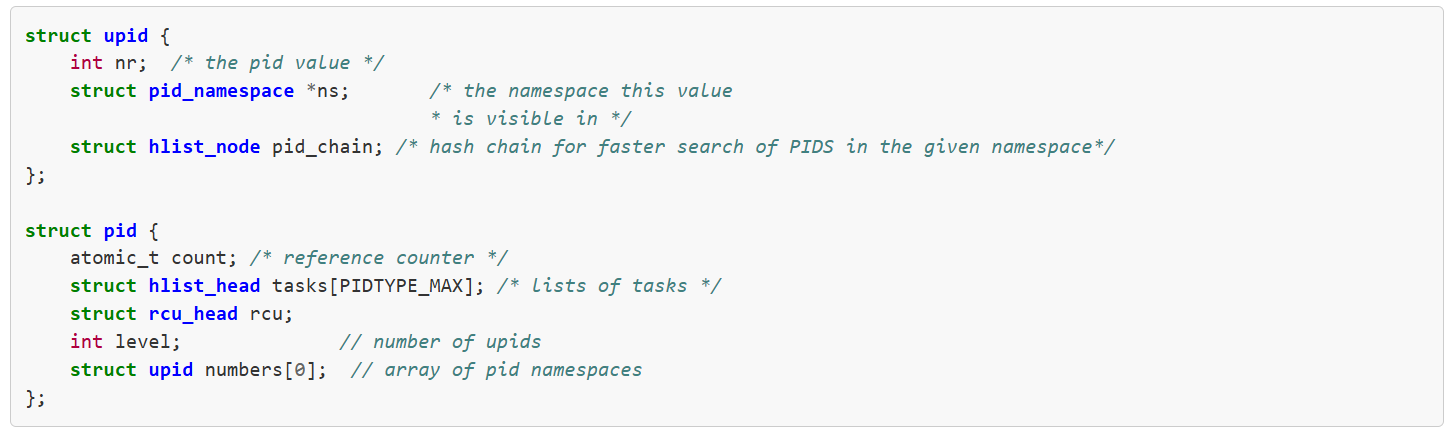 struct upid {
    int nr;  /* the pid value */
    struct pid_namespace *ns;       /* the namespace this value
                                    * is visible in */
    struct hlist_node pid_chain; /* hash chain for faster search of PIDS in the given namespace*/
};

struct pid {
    atomic_t count; /* reference counter */
    struct hlist_head tasks[PIDTYPE_MAX]; /* lists of tasks */
    struct rcu_head rcu;
    int level;              // number of upids
    struct upid numbers[0];  // array of pid namespaces
};